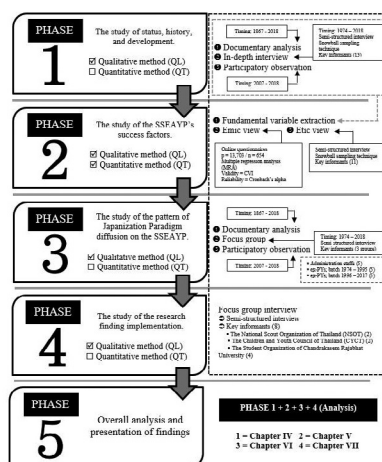 PHASE
1
The study of status, history,
and development.
☑ Qualitative method (QL)
☐ Quantitative method (QT)
Timing: 1867 - 2018
❶ Documentary analysis
❷ In-depth interview
❸ Participatory observation
Timing: 2007 - 2018
Timing: 1974 – 2018
Semi-structured interview
Snowball sampling
technique
Key informants (15)
PHASE
2
The study of the SSEAYP's
success factors.
☑ Qualitative method (QL)
☑ Quantitative method (QT)
❶ Fundamental variable extraction
❷ Emic view
❸ Etic view
Online questionnaires
p = 13,703 / n = 654
Multiple regression analysis
(MRA)
Validity = CVI
Reliability = Cronbach's alpha
Semi-structured interview
Snowball sampling technique
Key informants (11)
PHASE
3
The study of the pattern of
Japanization Paradigm
diffusion on the SSEAYP.
☑ Qualitative method (QL)
☐ Quantitative method (QT)
Timing: 1867 - 2018
❶ Documentary analysis
❷ Focus group
❸ Participatory observation
Timing: 2007 - 2018
Timing: 1974 – 2018
Semi structured interview
Key informants
• Administration staffs (5)
• ex-PYs; batch 1974 – 1995 (5)
• ex-PYs; batch 1996 – 2017 (5)
PHASE
4
The study of the research
finding implementation.
☑ Qualitative method (QL)
☐ Quantitative method (QT)
Focus group interview
➲ Semi-structured interview
➲ Key informants (8)
• The National Scout Organization of Thailand (NSOT) (2)
• The Children and Youth Council of Thailand (CYCT) (2)
• The Student Organization of Chandrakasem Rajabhat
University (4)
PHASE
5
Overall analysis and
presentation of findings
PHASE 1 + 2 + 3 + 4 (Analysis)
1 = Chapter IV 2 = Chapter V
3 = Chapter VI 4 = Chapter VII